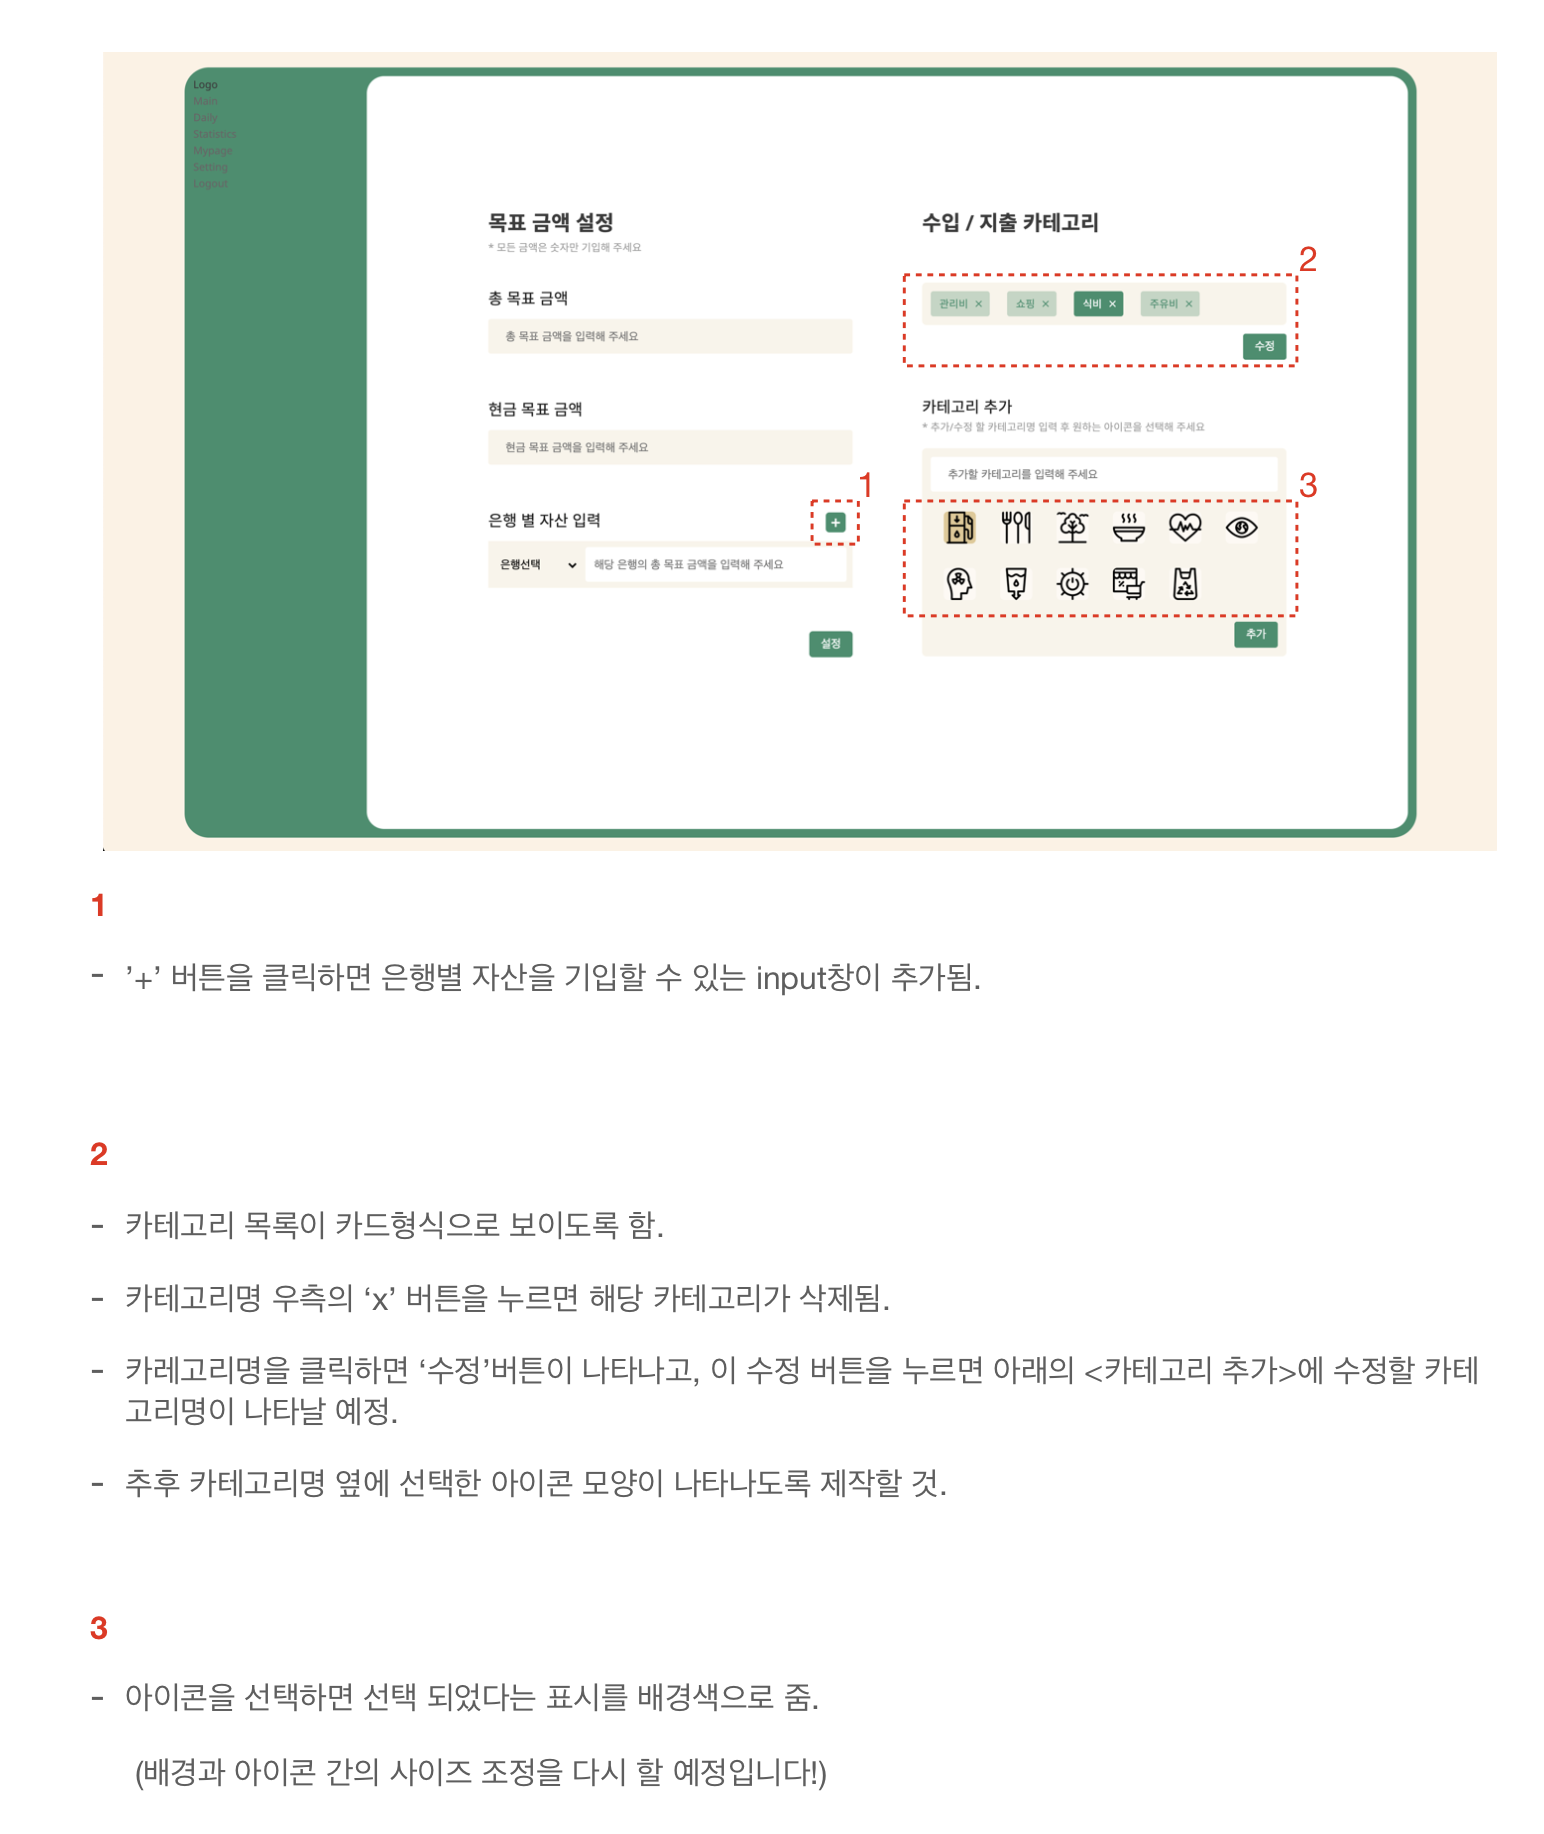 Logo
Main
Daily
Statistics
Mypage
Setting
Logout
목표 금액 설정
* 모든 금액은 숫자만 기입해 주세요
총 목표 금액
총 목표 금액을 입력해 주세요
현금 목표 금액
현금 목표 금액을 입력해 주세요
1
은행 별 자산 입력
+
은행선택
해당 은행의 총 목표 금액을 입력해 주세요
설정
수입 / 지출 카테고리
2
관리비 × 쇼핑 × 식비 × 주유비 ×
수정
카테고리 추가
* 추가/수정 할 카테고리명 입력 후 원하는 아이콘을 선택해 주세요
추가할 카테고리를 입력해 주세요
3
추가
1
- ’+’ 버튼을 클릭하면 은행별 자산을 기입할 수 있는 input창이 추가됨.
2
- 카테고리 목록이 카드형식으로 보이도록 함.
- 카테고리명 우측의 ‘x’ 버튼을 누르면 해당 카테고리가 삭제됨.
- 카레고리명을 클릭하면 ‘수정’버튼이 나타나고, 이 수정 버튼을 누르면 아래의 <카테고리 추가>에 수정할 카테
고리명이 나타날 예정.
- 추후 카테고리명 옆에 선택한 아이콘 모양이 나타나도록 제작할 것.
3
- 아이콘을 선택하면 선택 되었다는 표시를 배경색으로 줌.
(배경과 아이콘 간의 사이즈 조정을 다시 할 예정입니다!)